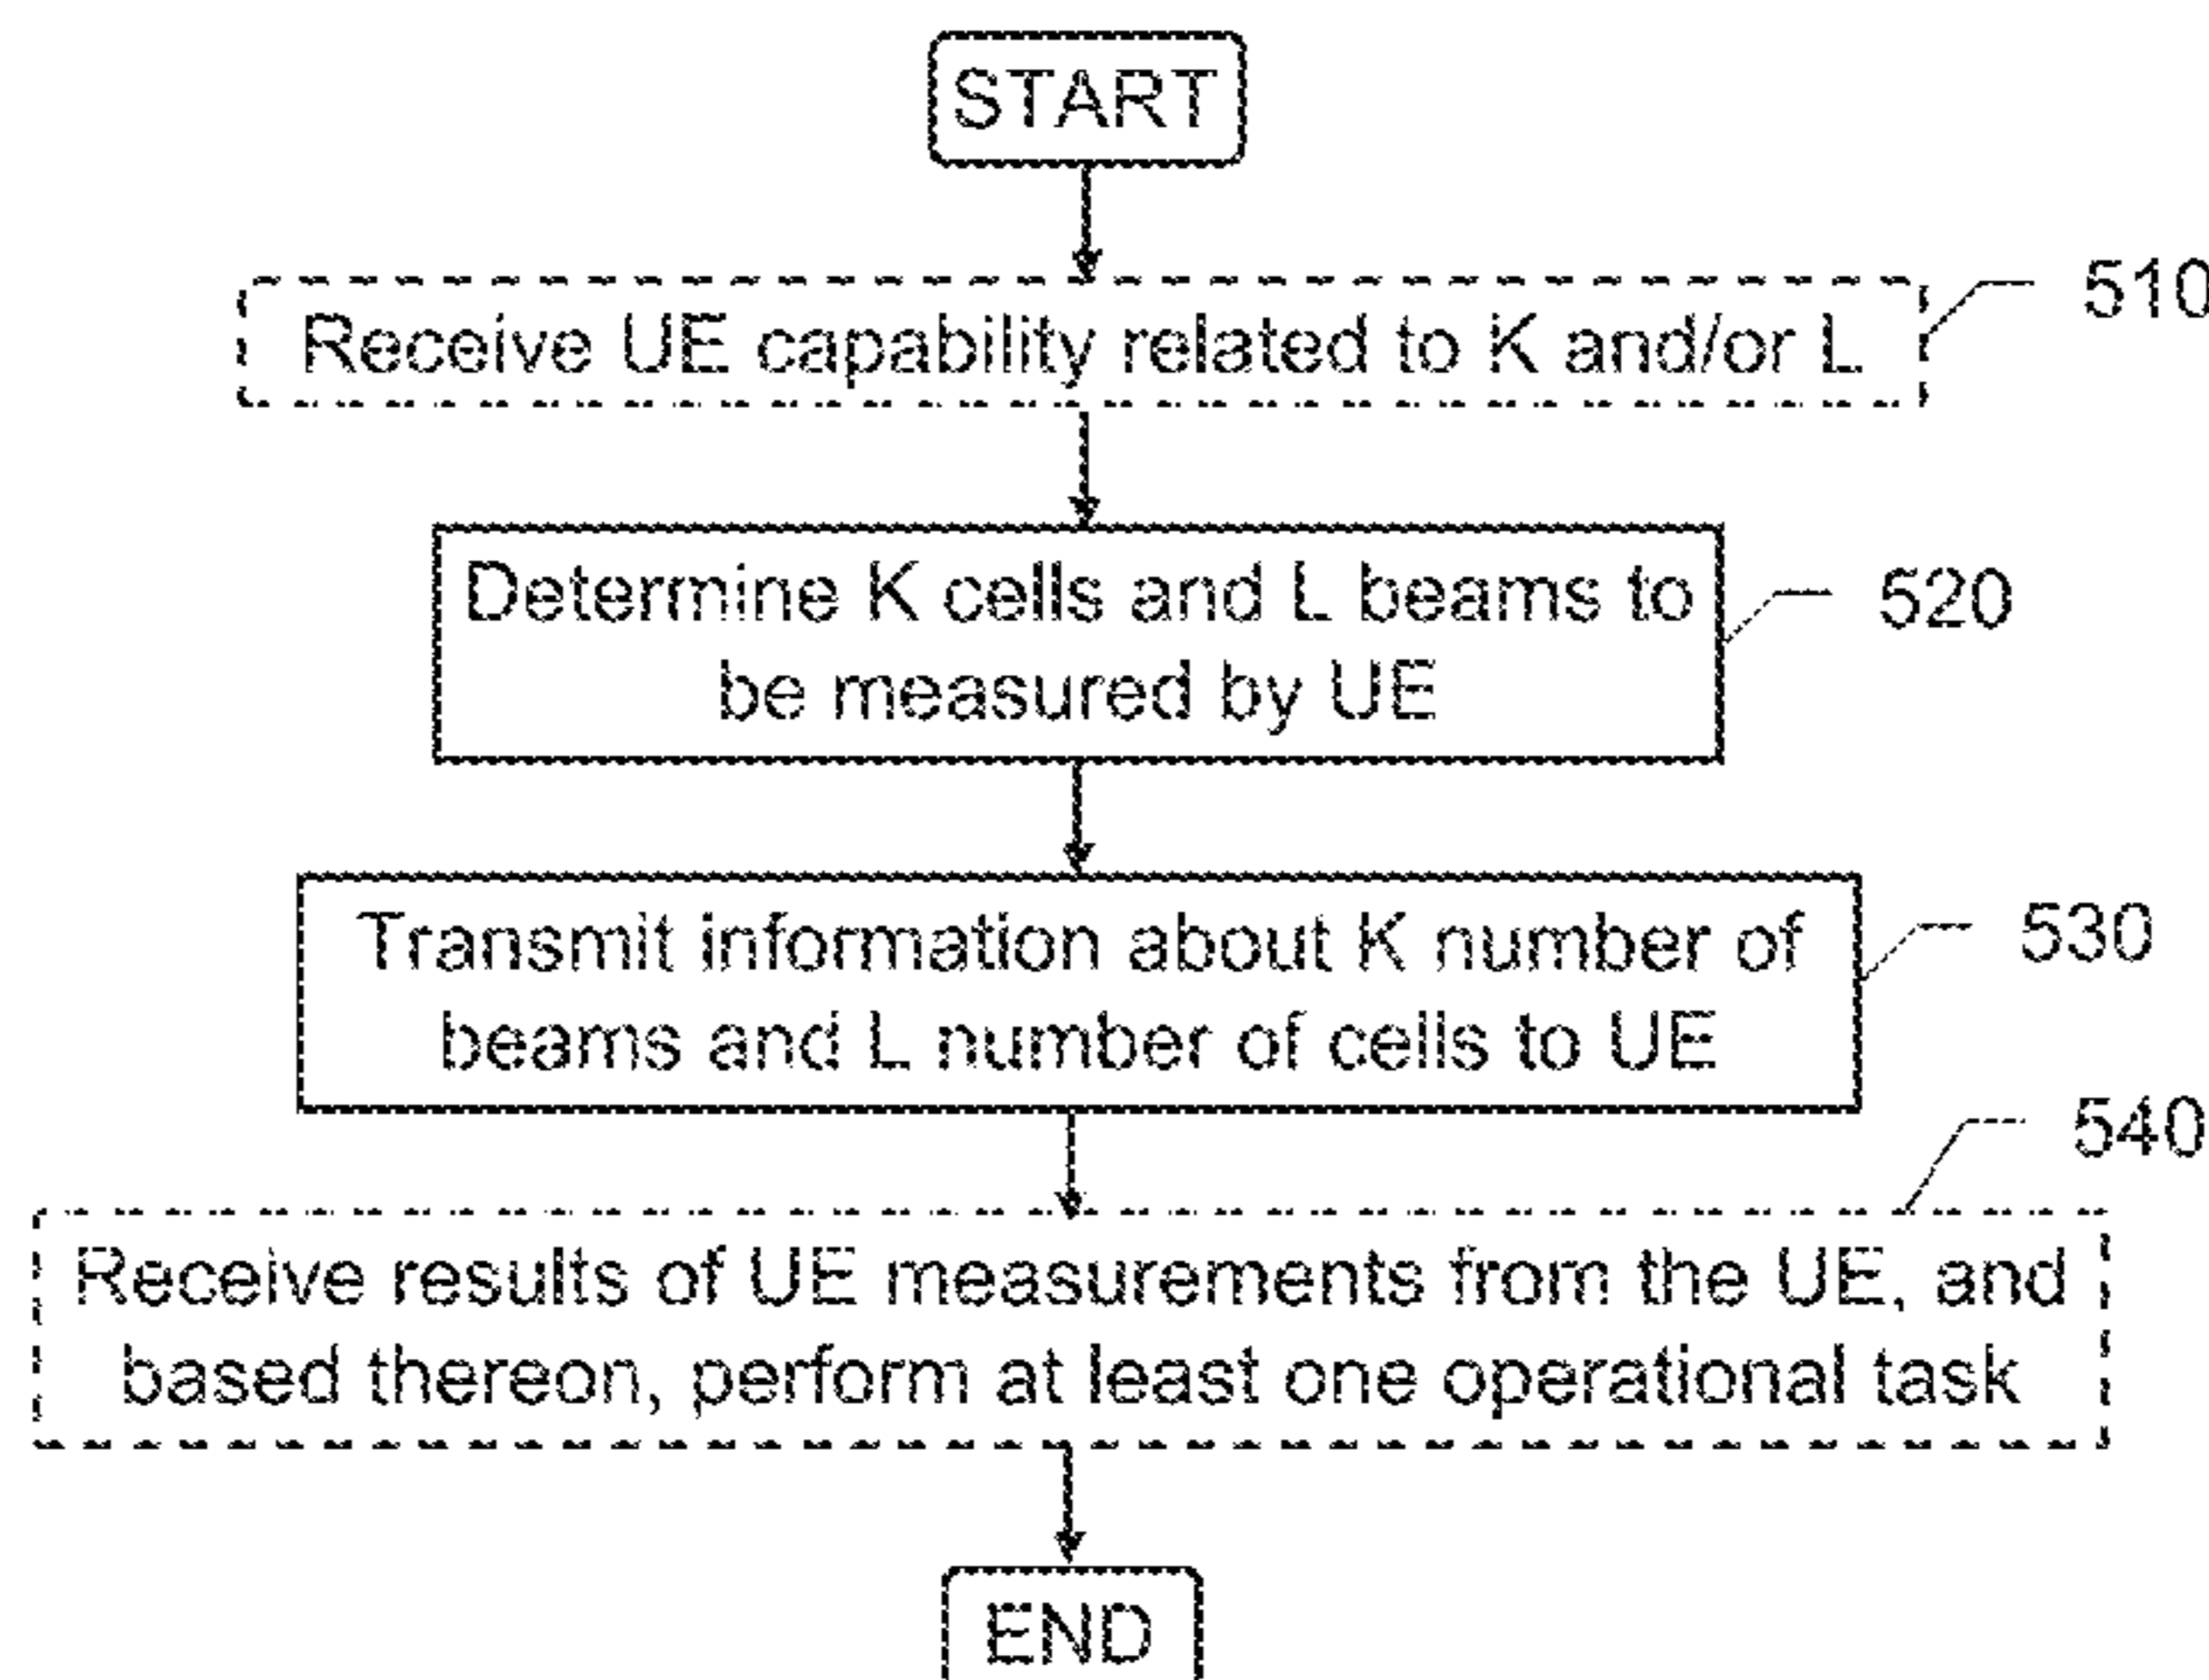 START
Receive UE capability related to K and/or L
510
Determine K cells and L beams to
be measured by UE
520
Transmit information about K number of
beams and L number of cells to UE
530
540
Receive results of UE measurements from the UE, and
based thereon, perform at least one operational task
END